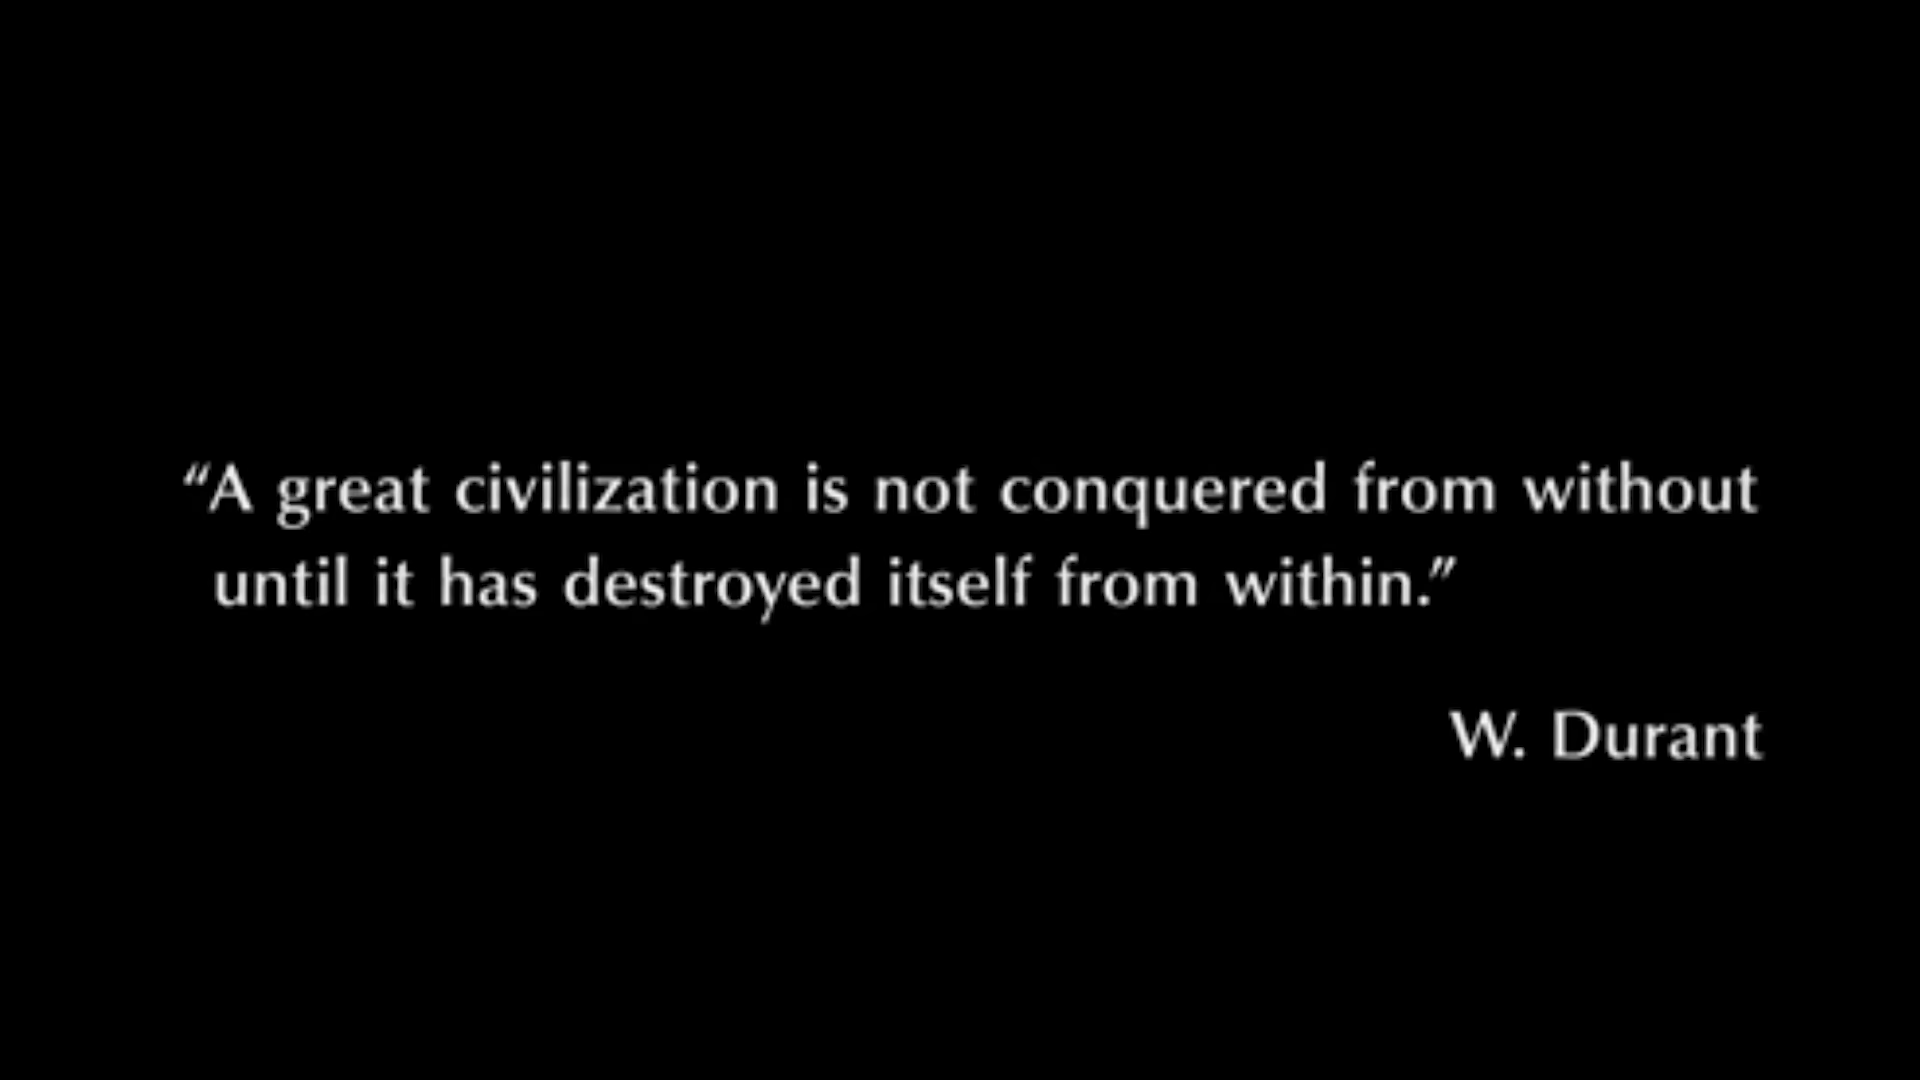 “A great civilization is not conquered from without
until it has destroyed itself from within.”
W. Durant